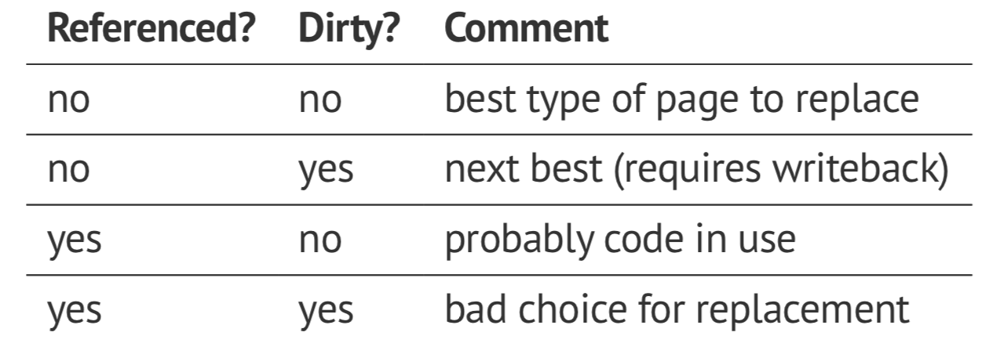 Referenced? Dirty? Comment
no no best type of page to replace
no yes next best (requires writeback)
yes no probably code in use
yes yes bad choice for replacement